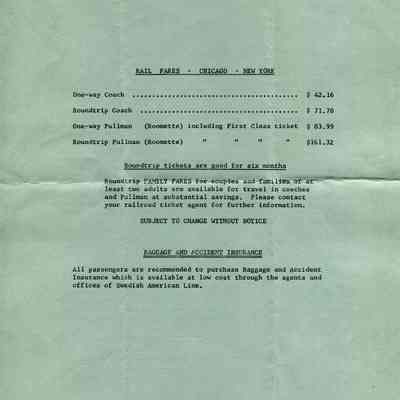 RAIL FARES - CHICAGO - NEW YORK
One-way Coach .......................................... $ 42.16
Roundtrip Coach ........................................ $ 71.70
One-way Pullman (Roomette) including First Class ticket $ 83.99
Roundtrip Pullman (Roomette) " " " " $161.32
Roundtrip tickets are good for six months
Roundtrip FAMILY FARES for couples and families of at
least two adults are available for travel in coaches
and Pullman at substantial savings. Please contact
your railroad ticket agent for further information.
SUBJECT TO CHANGE WITHOUT NOTICE
BAGGAGE AND ACCIDENT INSURANCE
All passengers are recommended to purchase Baggage and Accident
Insurance which is available at low cost through the agents and
offices of Swedish American Line.